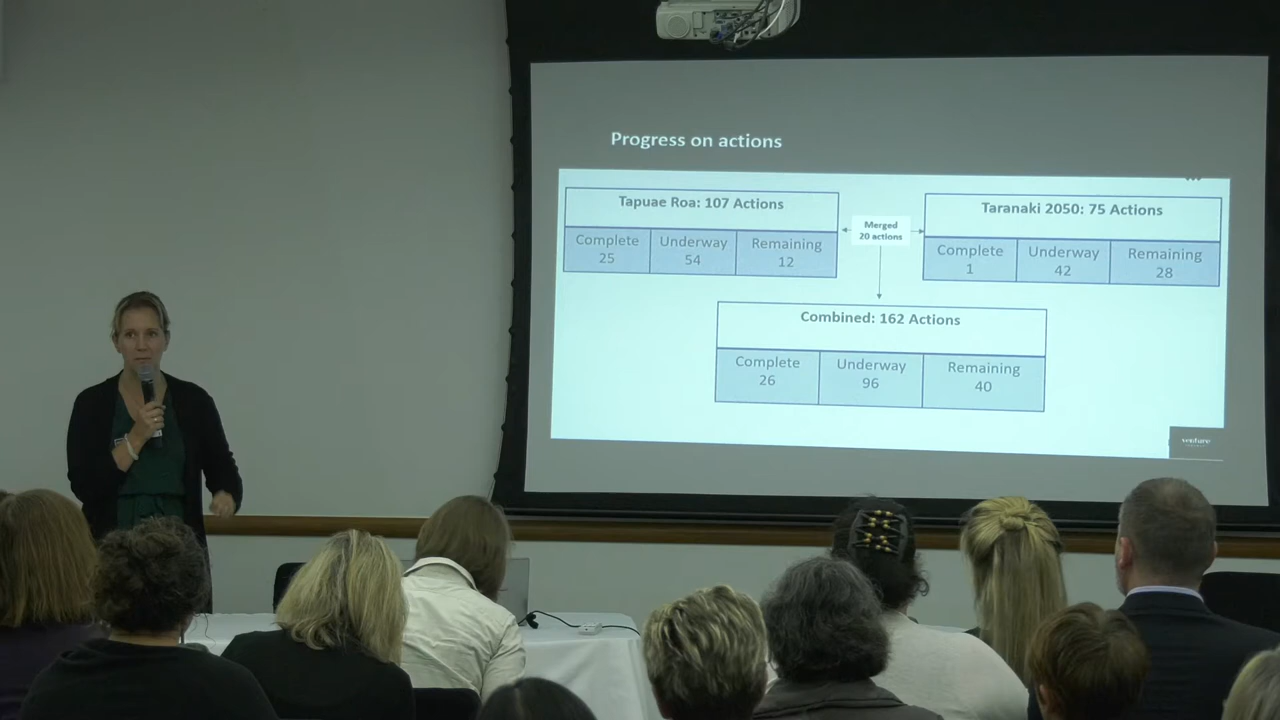 Progress on actions
Tapuae Roa: 107 Actions
Complete Underway Remaining
25 54 12
Merged
20 actions
Taranaki 2050: 75 Actions
Complete Underway Remaining
1 42 28
Combined: 162 Actions
Complete Underway Remaining
26 96 40
venture